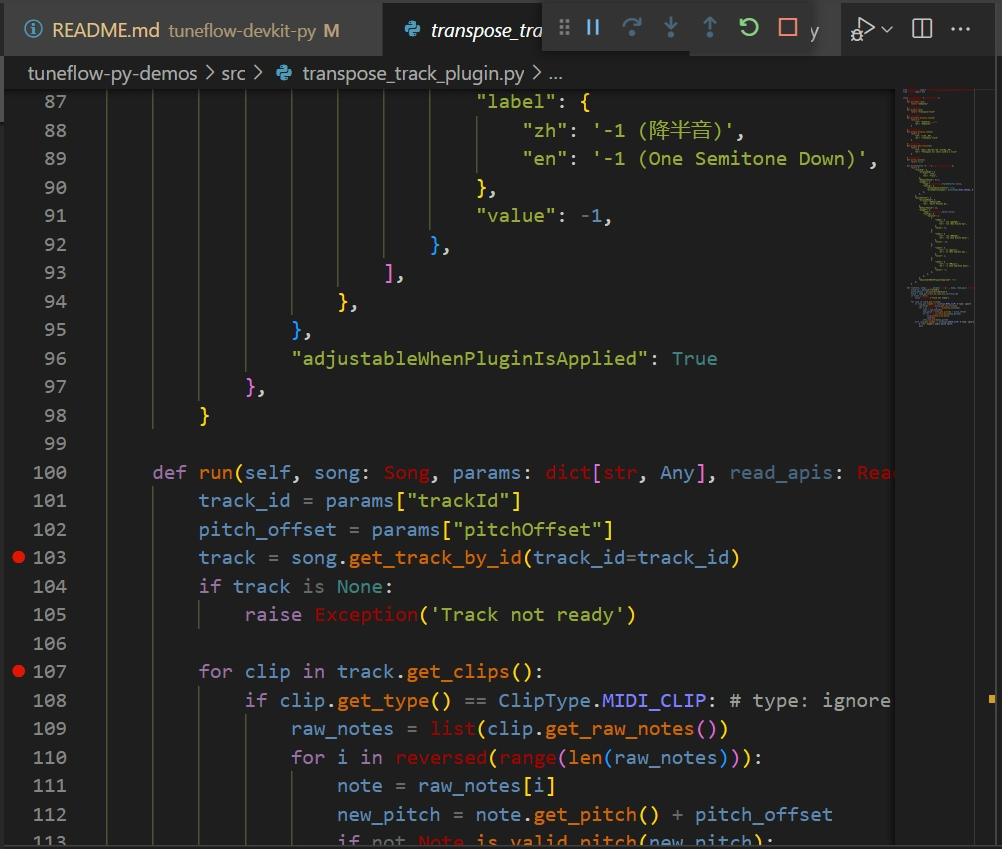 README.md tuneflow-devkit-py M
transpose_tra
y
tuneflow-py-demos > src > transpose_track_plugin.py > ...
87 "label": {
88 "zh": '-1 (降半音)',
89 "en": '-1 (One Semitone Down)',
90 },
91 "value": -1,
92 },
93 ],
94 },
95 },
96 "adjustableWhenPluginIsApplied": True
97 },
98 }
99
100 def run(self, song: Song, params: dict[str, Any], read_apis: Rea
101 track_id = params["trackId"]
102 pitch_offset = params["pitchOffset"]
103 track = song.get_track_by_id(track_id=track_id)
104 if track is None:
105 raise Exception('Track not ready')
106
107 for clip in track.get_clips():
108 if clip.get_type() == ClipType.MIDI_CLIP: # type: ignore
109 raw_notes = list(clip.get_raw_notes())
110 for i in reversed(range(len(raw_notes))):
111 note = raw_notes[i]
112 new_pitch = note.get_pitch() + pitch_offset
113 if not Note.is_valid_pitch(new_pitch):